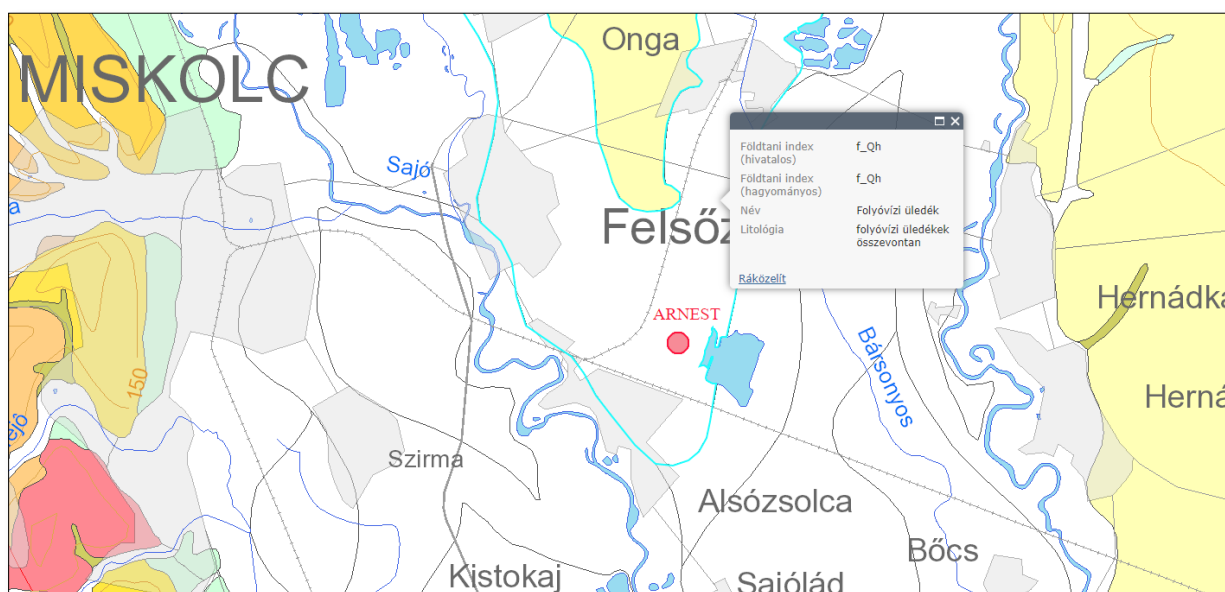 Onga
MISKOLC
Földtani index f_Qh
(hivatalos)
Földtani index f_Qh
(hagyományos)
Név Folyóvízi üledék
Litológia folyóvízi üledékek
összevontan
Ráközelít
Sajó
a
Felsőz
ARNEST
Hernádka
Bársonyos
150
Herná
ejő
Szirma
Alsózsolca
Bőcs
Kistokaj
Sajólád